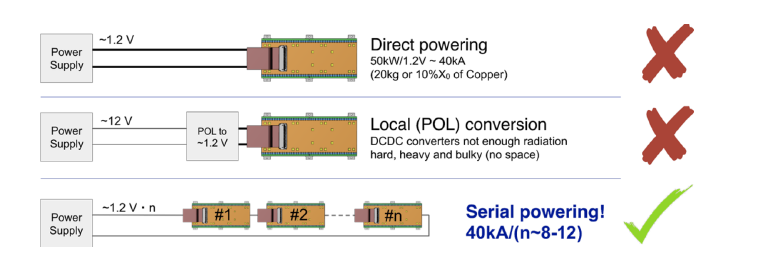 ~1.2 V
Power
Supply
Direct powering
50kW/1.2V ~ 40kA
(20kg or 10%X₀ of Copper)
~12 V
Power
Supply
POL to
~1.2 V
Local (POL) conversion
DCDC converters not enough radiation
hard, heavy and bulky (no space)
~1.2 V · n
Power
Supply
#1
#2
#n
Serial powering!
40kA/(n~8-12)